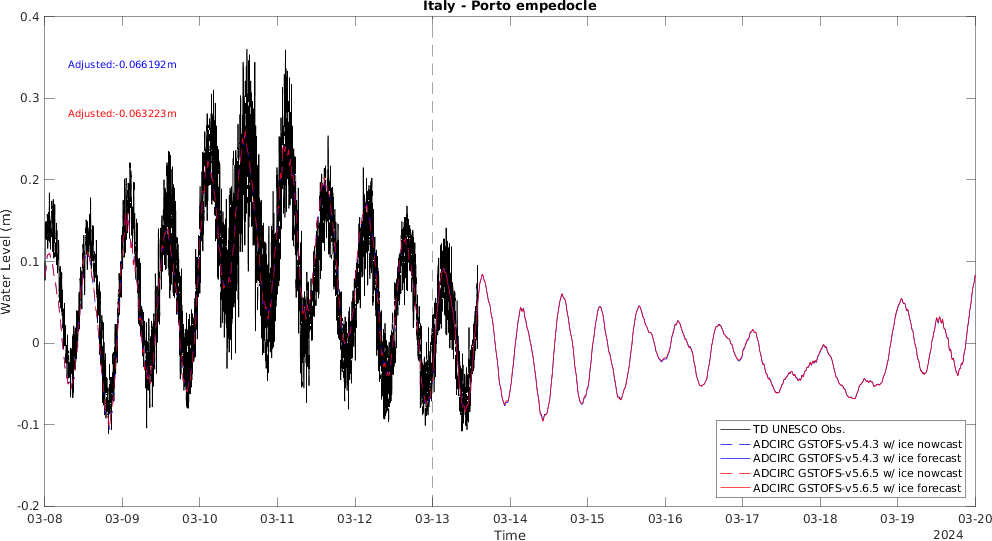 Italy - Porto empedocle
0.4
Adjusted:-0.066192m
0.3
Adjusted:-0.063223m
0.2
0.1
0
-0.1
-0.2
Water Level (m)
TD UNESCO Obs.
ADCIRC GSTOFS-v5.4.3 w/ ice nowcast
ADCIRC GSTOFS-v5.4.3 w/ ice forecast
ADCIRC GSTOFS-v5.6.5 w/ ice nowcast
ADCIRC GSTOFS-v5.6.5 w/ ice forecast
03-08 03-09 03-10 03-11 03-12 03-13 03-14 03-15 03-16 03-17 03-18 03-19 03-20
Time
2024